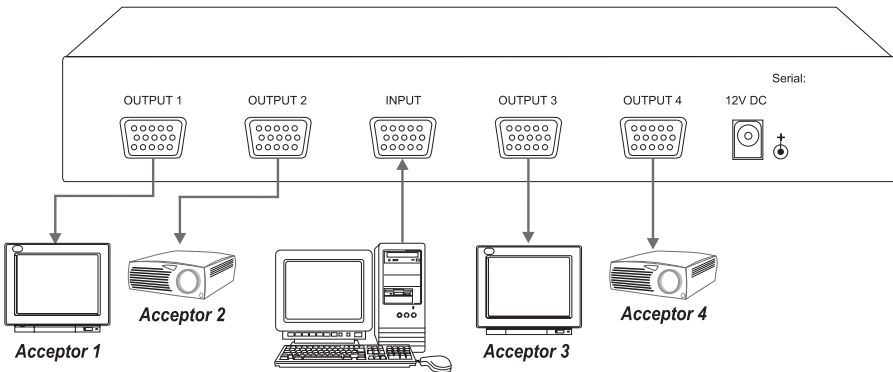 Serial:
OUTPUT 1 OUTPUT 2 INPUT OUTPUT 3 OUTPUT 4 12V DC
+
Acceptor 2 Acceptor 4
Acceptor 1 Acceptor 3